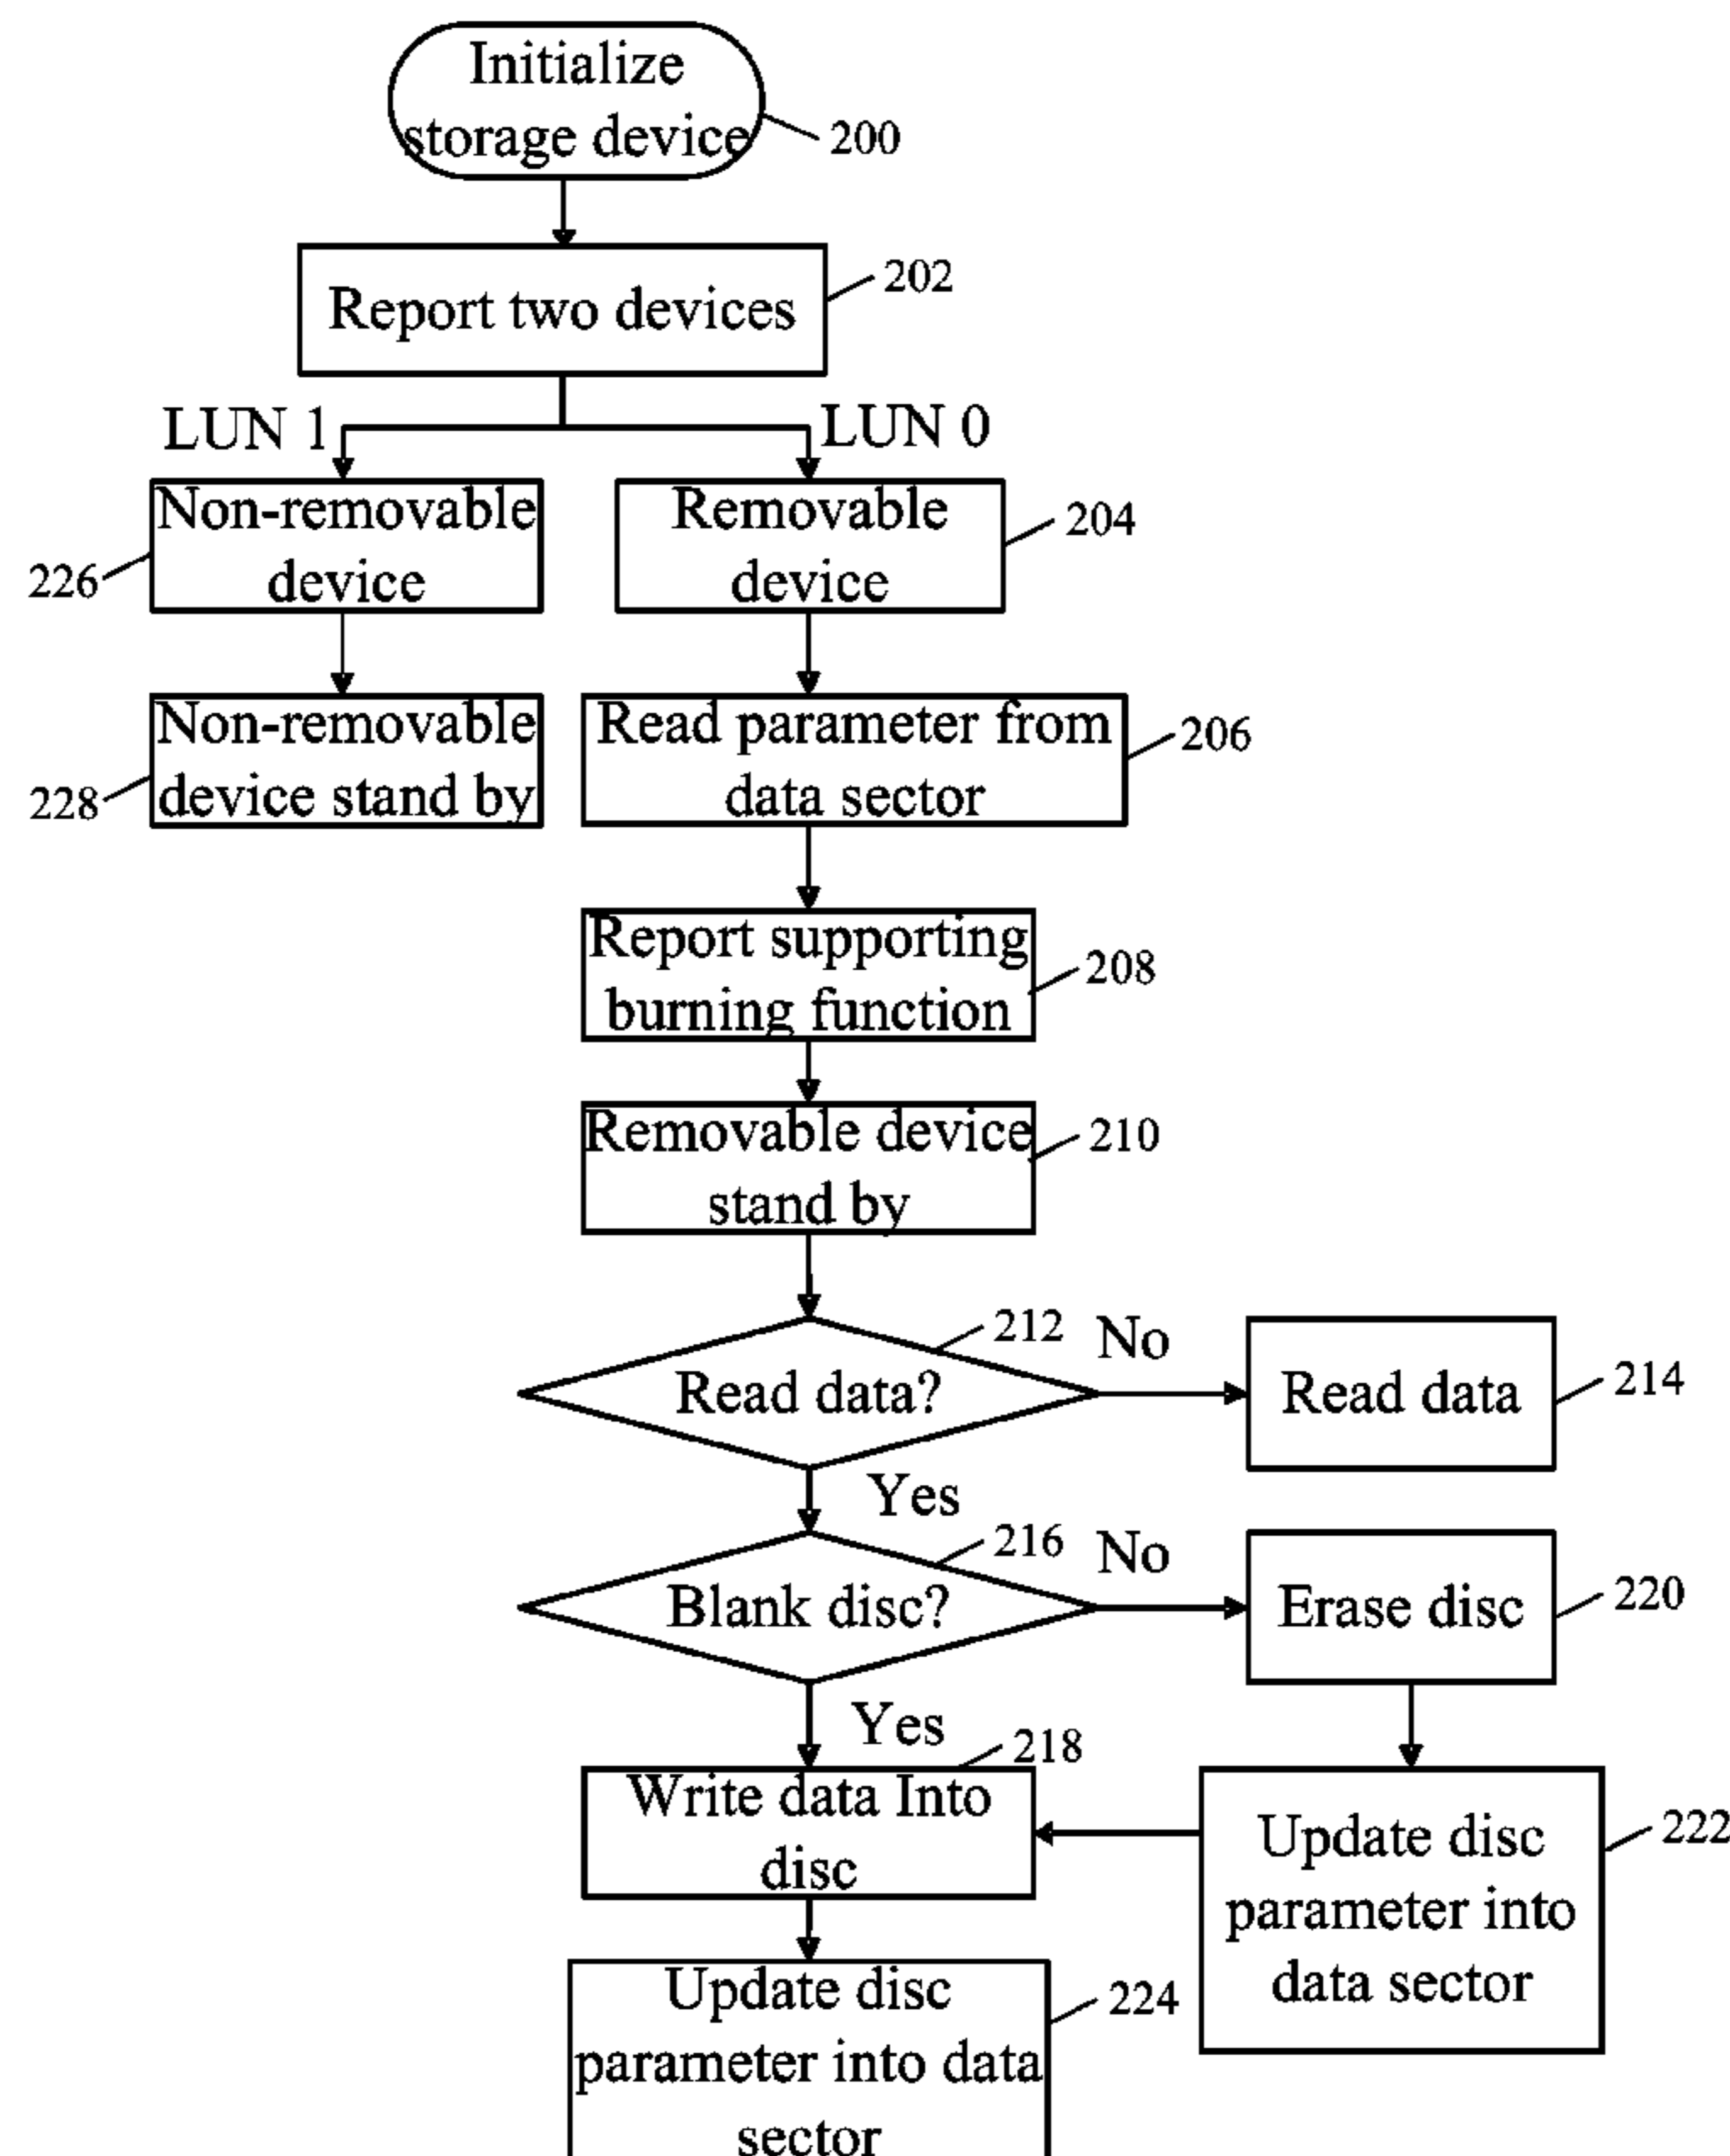 Initialize
storage device
200
Report two devices
202
LUN 1
LUN 0
Non-removable
device
226
Removable
device
204
Non-removable
device stand by
228
Read parameter from
data sector
206
Report supporting
burning function
208
Removable device
stand by
210
Read data?
212
No
Read data
214
Yes
Blank disc?
216
No
Erase disc
220
Yes
Write data Into
disc
218
Update disc
parameter into
data sector
222
Update disc
parameter into data
sector
224